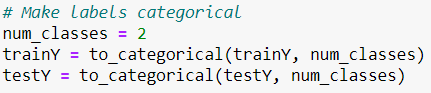 # Make labels categorical
num_classes = 2
trainY = to_categorical(trainY, num_classes)
testY = to_categorical(testY, num_classes)